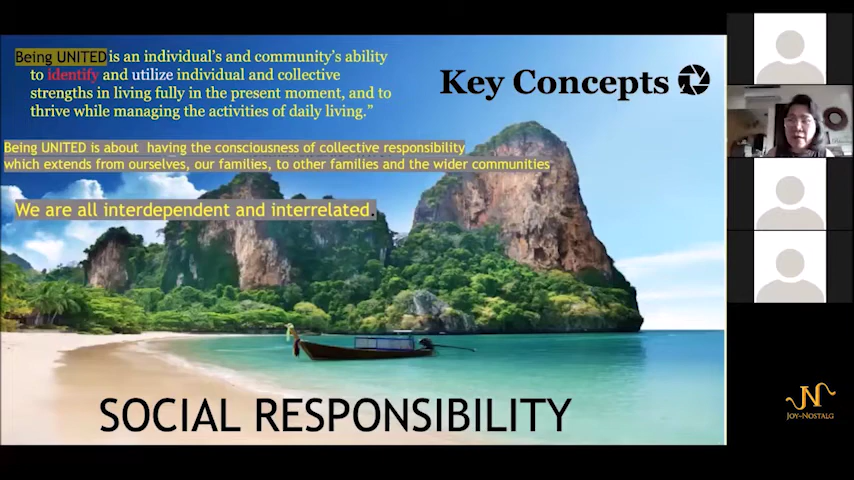 Being UNITED is an individual's and community's ability
to identify and utilize individual and collective
strengths in living fully in the present moment, and to
thrive while managing the activities of daily living."
Key Concepts
Being UNITED is about having the consciousness of collective responsibility
which extends from ourselves, our families, to other families and the wider communities
We are all interdependent and interrelated.
SOCIAL RESPONSIBILITY
JN
JOY-NOSTALG